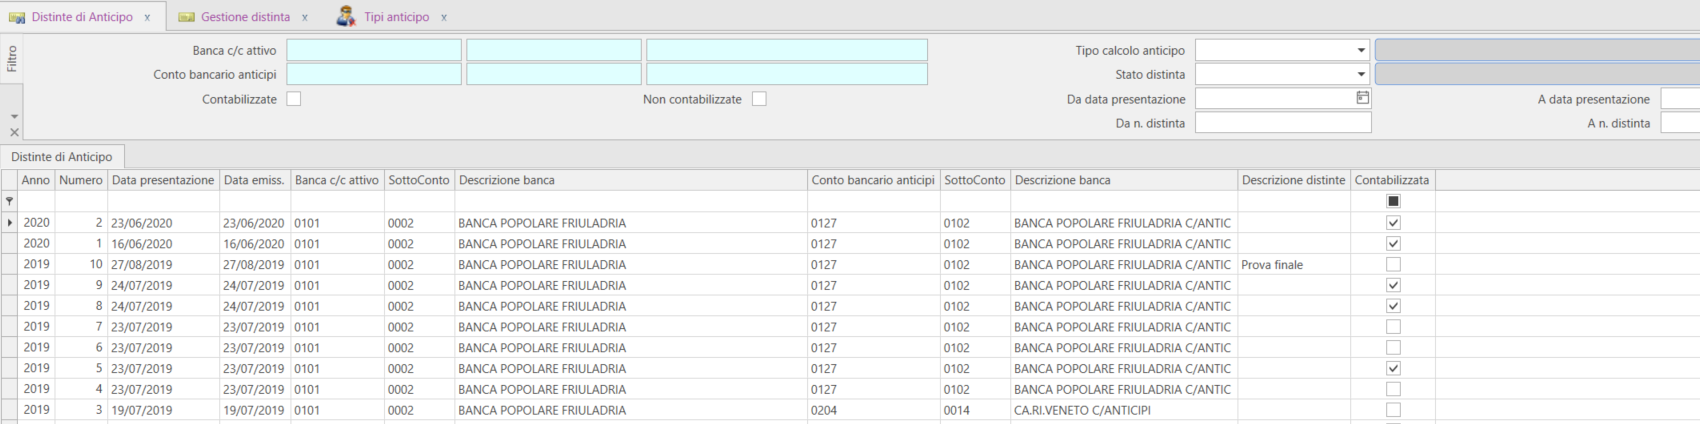 Distinte di Anticipo x Gestione distinta x Tipi anticipo x
Filtro
Banca c/c attivo Tipo calcolo anticipo
Conto bancario anticipi Stato distinta
Contabilizzate Non contabilizzate Da data presentazione A data presentazione
Da n. distinta A n. distinta
Distinte di Anticipo
Anno Numero Data presentazione Data emiss. Banca c/c attivo SottoConto Descrizione banca Conto bancario anticipi SottoConto Descrizione banca Descrizione distinte Contabilizzata
2020 2 23/06/2020 23/06/2020 0101 0002 BANCA POPOLARE FRIULADRIA 0127 0102 BANCA POPOLARE FRIULADRIA C/ANTIC
2020 1 16/06/2020 16/06/2020 0101 0002 BANCA POPOLARE FRIULADRIA 0127 0102 BANCA POPOLARE FRIULADRIA C/ANTIC
2019 10 27/08/2019 27/08/2019 0101 0002 BANCA POPOLARE FRIULADRIA 0127 0102 BANCA POPOLARE FRIULADRIA C/ANTIC Prova finale
2019 9 24/07/2019 24/07/2019 0101 0002 BANCA POPOLARE FRIULADRIA 0127 0102 BANCA POPOLARE FRIULADRIA C/ANTIC
2019 8 24/07/2019 24/07/2019 0101 0002 BANCA POPOLARE FRIULADRIA 0127 0102 BANCA POPOLARE FRIULADRIA C/ANTIC
2019 7 23/07/2019 23/07/2019 0101 0002 BANCA POPOLARE FRIULADRIA 0127 0102 BANCA POPOLARE FRIULADRIA C/ANTIC
2019 6 23/07/2019 23/07/2019 0101 0002 BANCA POPOLARE FRIULADRIA 0127 0102 BANCA POPOLARE FRIULADRIA C/ANTIC
2019 5 23/07/2019 23/07/2019 0101 0002 BANCA POPOLARE FRIULADRIA 0127 0102 BANCA POPOLARE FRIULADRIA C/ANTIC
2019 4 23/07/2019 23/07/2019 0101 0002 BANCA POPOLARE FRIULADRIA 0127 0102 BANCA POPOLARE FRIULADRIA C/ANTIC
2019 3 19/07/2019 19/07/2019 0101 0002 BANCA POPOLARE FRIULADRIA 0204 0014 CA.RI.VENETO C/ANTICIPI